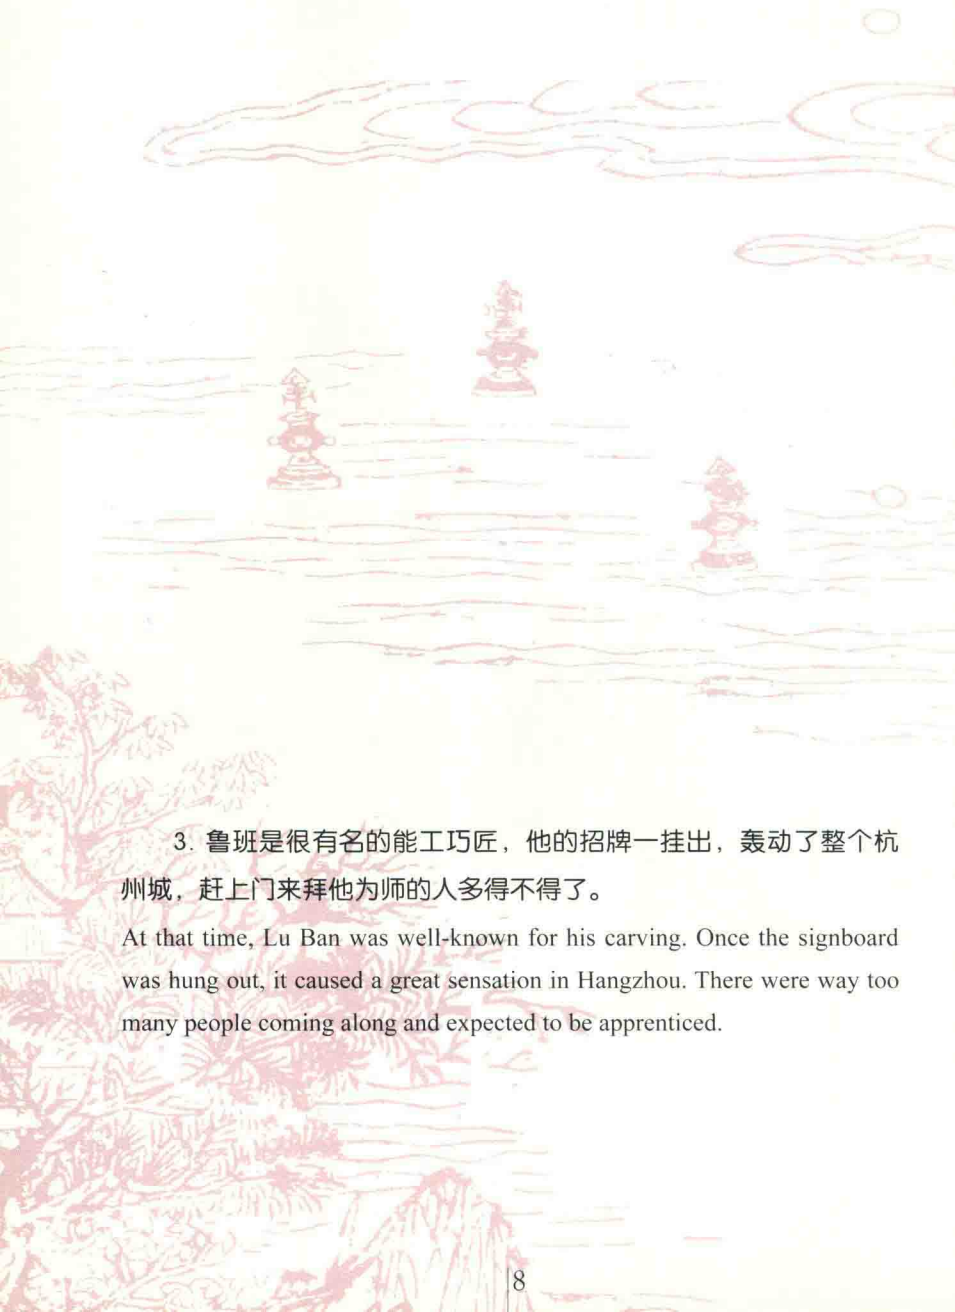 3. 鲁班是很有名的能工巧匠，他的招牌一挂出，轰动了整个杭
州城，赶上门来拜他为师的人多得不得了。
At that time, Lu Ban was well-known for his carving. Once the signboard
was hung out, it caused a great sensation in Hangzhou. There were way too
many people coming along and expected to be apprenticed.
8